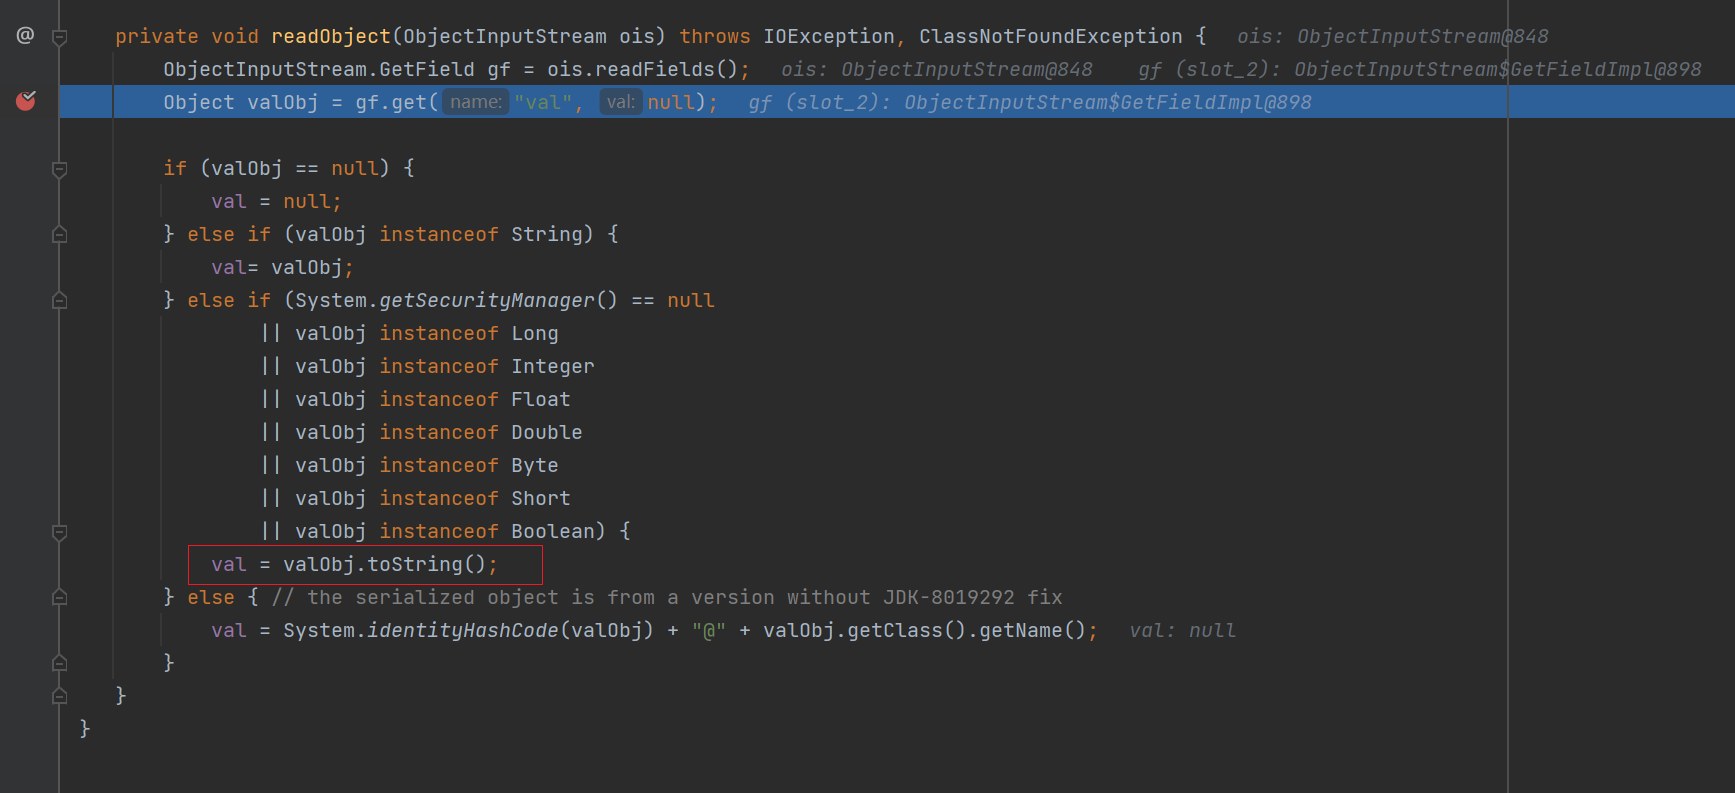 private void readObject(ObjectInputStream ois) throws IOException, ClassNotFoundException {   ois: ObjectInputStream@848
ObjectInputStream.GetField gf = ois.readFields();   ois: ObjectInputStream@848   gf (slot_2): ObjectInputStream$GetFieldImpl@898
Object valObj = gf.get( name: "val", val: null);   gf (slot_2): ObjectInputStream$GetFieldImpl@898
if (valObj == null) {
val = null;
} else if (valObj instanceof String) {
val= valObj;
} else if (System.getSecurityManager() == null
|| valObj instanceof Long
|| valObj instanceof Integer
|| valObj instanceof Float
|| valObj instanceof Double
|| valObj instanceof Byte
|| valObj instanceof Short
|| valObj instanceof Boolean) {
val = valObj.toString();
} else { // the serialized object is from a version without JDK-8019292 fix
val = System.identityHashCode(valObj) + "@" + valObj.getClass().getName();   val: null
}
}
}